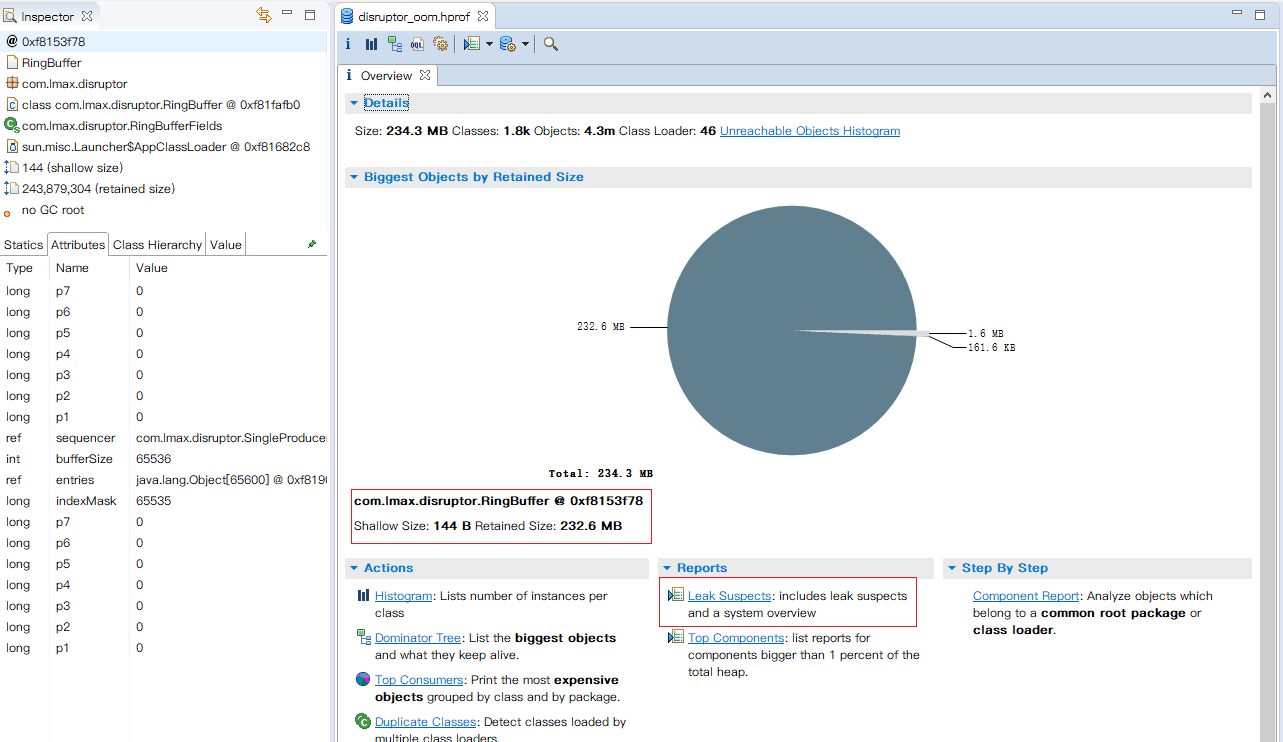 Inspector
0xf8153f78
RingBuffer
com.lmax.disruptor
class com.lmax.disruptor.RingBuffer @ 0xf81fafb0
com.lmax.disruptor.RingBufferFields
sun.misc.Launcher$AppClassLoader @ 0xf81682c8
144 (shallow size)
243,879,304 (retained size)
no GC root
Statics Attributes Class Hierarchy Value
Type Name Value
long p7 0
long p6 0
long p5 0
long p4 0
long p3 0
long p2 0
long p1 0
ref sequencer com.lmax.disruptor.SingleProducer
int bufferSize 65536
ref entries java.lang.Object[65600] @ 0xf8190
long indexMask 65535
long p7 0
long p6 0
long p5 0
long p4 0
long p3 0
long p2 0
long p1 0
disruptor_oom.hprof
i OQL
i Overview
Details
Size: 234.3 MB Classes: 1.8k Objects: 4.3m Class Loader: 46 Unreachable Objects Histogram
Biggest Objects by Retained Size
232.6 MB
1.6 MB
161.6 KB
Total: 234.3 MB
com.lmax.disruptor.RingBuffer @ 0xf8153f78
Shallow Size: 144 B Retained Size: 232.6 MB
Actions
Histogram: Lists number of instances per
class
Dominator Tree: List the biggest objects
and what they keep alive.
Top Consumers: Print the most expensive
objects grouped by class and by package.
Duplicate Classes: Detect classes loaded by
multiple class loaders.
Reports
Leak Suspects: includes leak suspects
and a system overview
Top Components: list reports for
components bigger than 1 percent of the
total heap.
Step By Step
Component Report: Analyze objects which
belong to a common root package or
class loader.